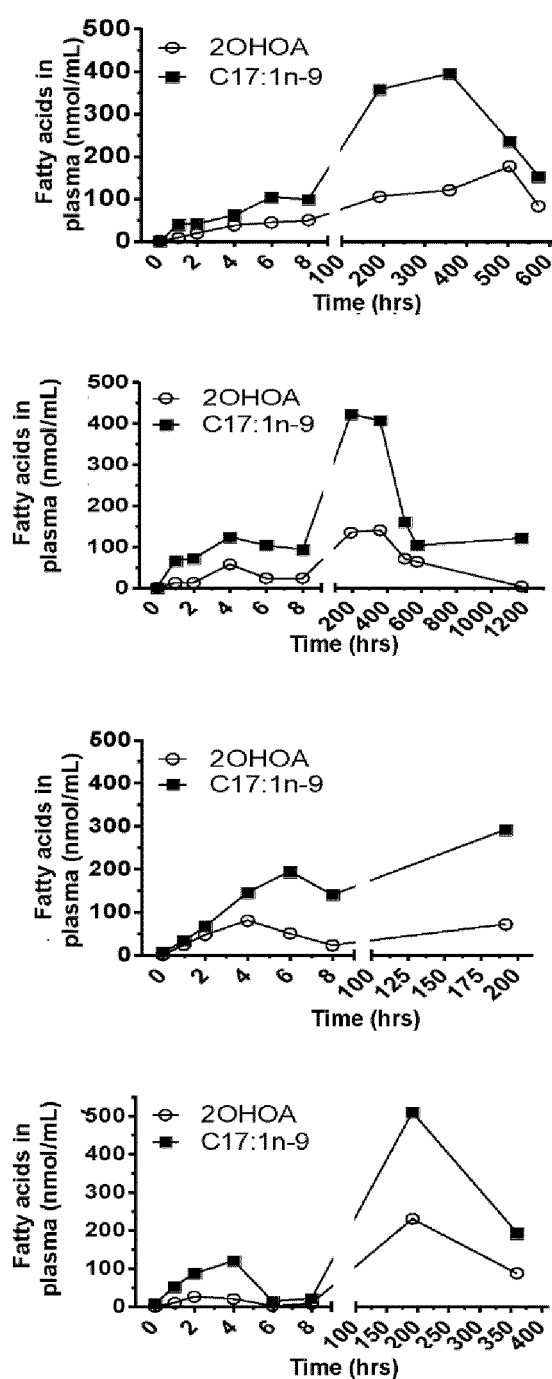 Fatty acids in
plasma (nmol/mL)
500
400
300
200
100
0
2OHOA
C17:1n-9
0 2 4 6 8 100 200 300 400 500 600
Time (hrs)
Fatty acids in
plasma (nmol/mL)
500
400
300
200
100
0
2OHOA
C17:1n-9
0 2 4 6 8 200 400 600 800 1000 1200
Time (hrs)
Fatty acids in
plasma (nmol/mL)
500
400
300
200
100
0
2OHOA
C17:1n-9
0 2 4 6 8 100 125 150 175 200
Time (hrs)
Fatty acids in
plasma (nmol/mL)
500
400
300
200
100
0
2OHOA
C17:1n-9
0 2 4 6 8 100 150 200 250 300 350 400
Time (hrs)